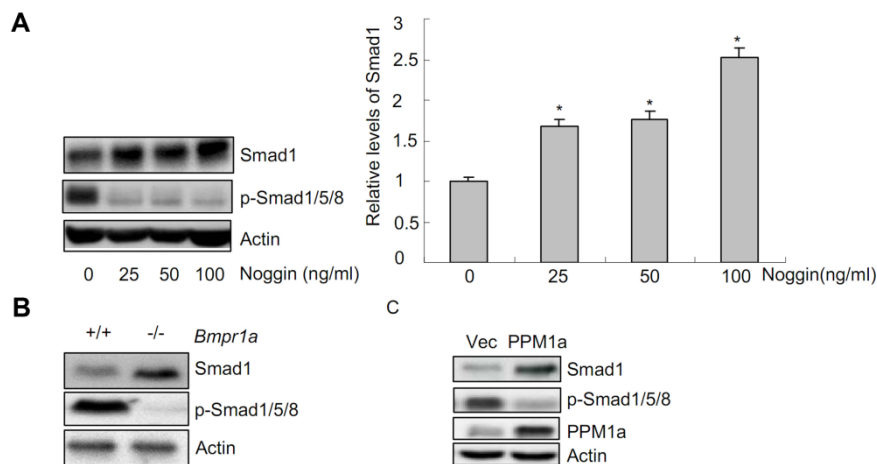 A
Smad1
p-Smad1/5/8
Actin
0 25 50 100 Noggin (ng/ml)
Relative levels of Smad1
3
2.5
2
1.5
1
0.5
0
*
*
*
0 25 50 100 Noggin(ng/ml)
B
+/+ -/- Bmpr1a
Smad1
p-Smad1/5/8
Actin
C
Vec PPM1a
Smad1
p-Smad1/5/8
PPM1a
Actin